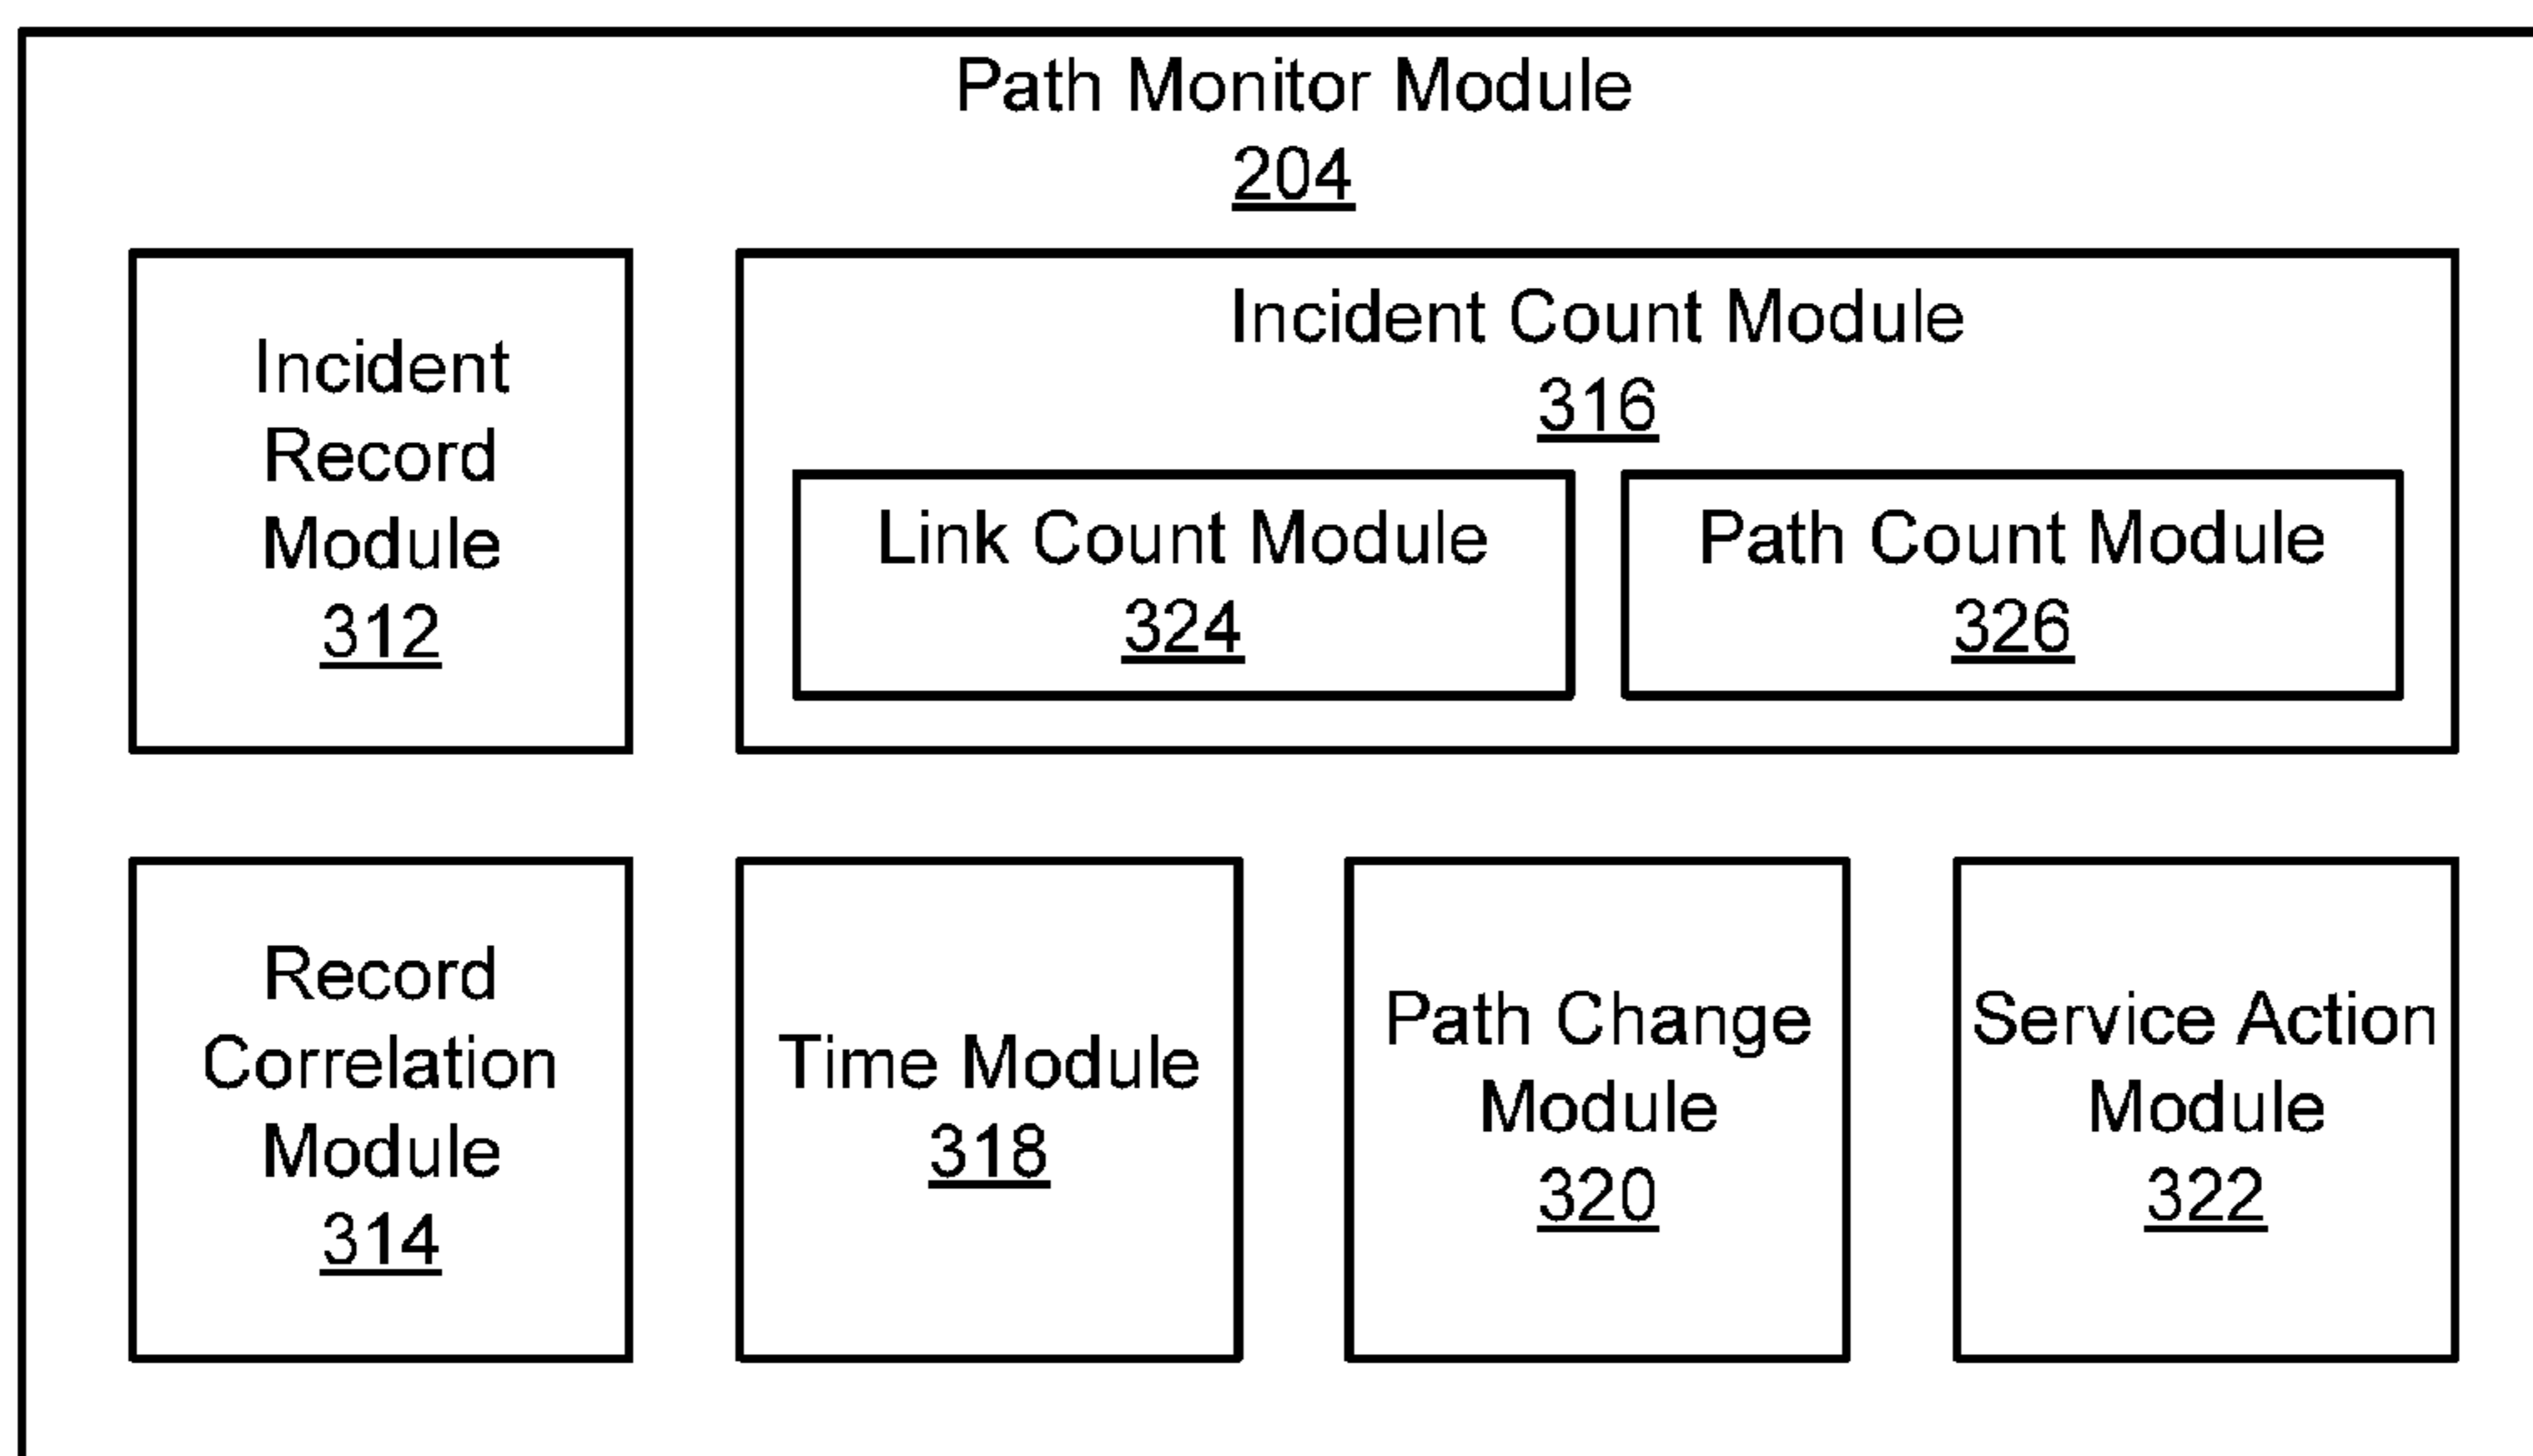 Path Monitor Module
204
Incident
Record
Module
312
Incident Count Module
316
Link Count Module
324
Path Count Module
326
Record
Correlation
Module
314
Time Module
318
Path Change
Module
320
Service Action
Module
322